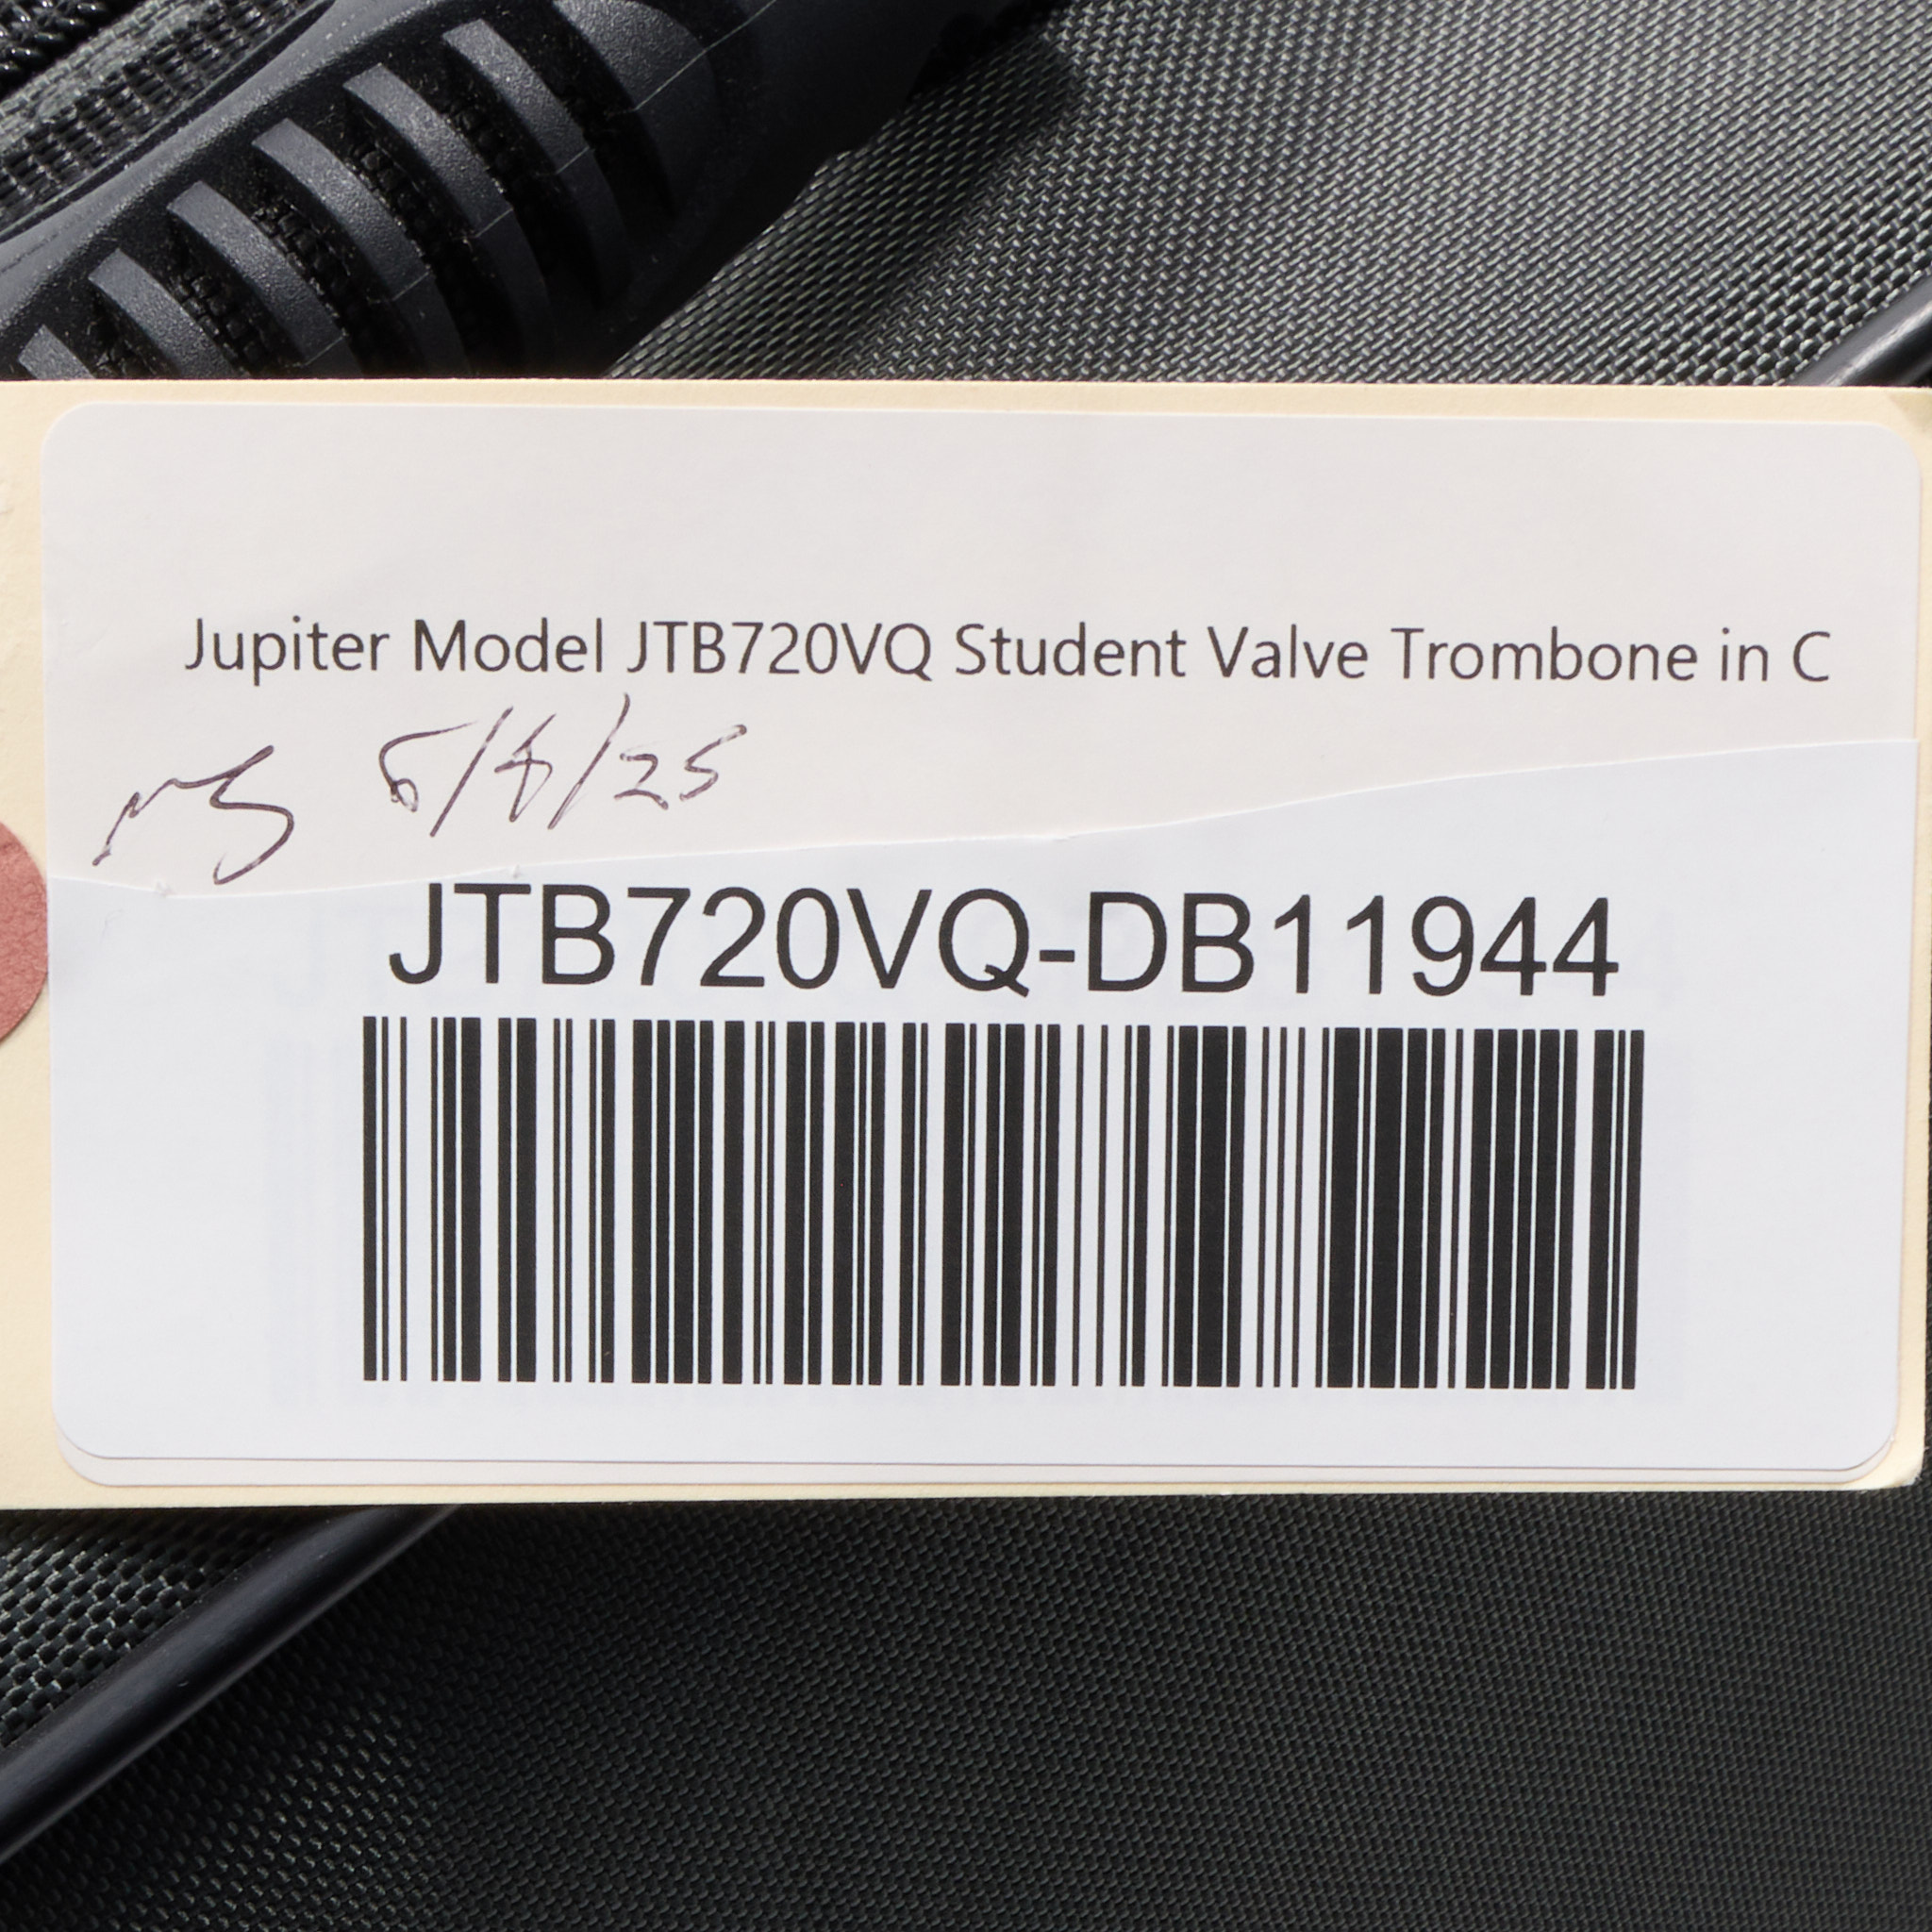 Jupiter Model JTB720VQ Student Valve Trombone in C
5/8/25
JTB720VQ-DB11944